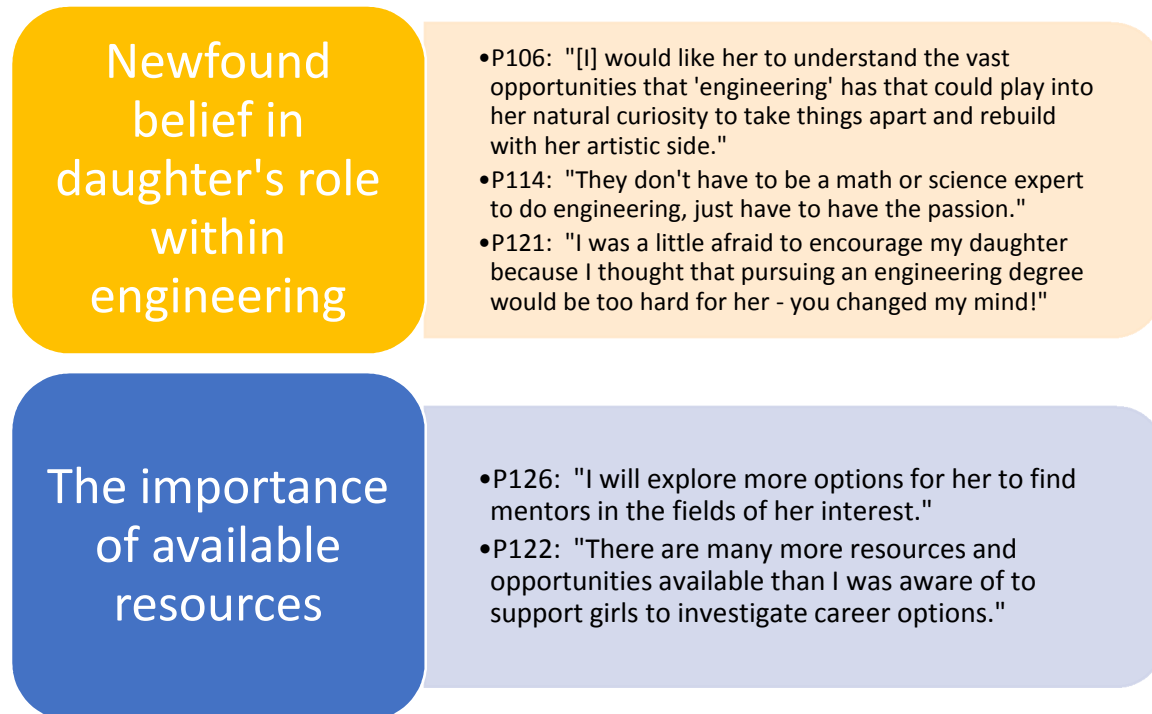 Newfound
belief in
daughter's role
within
engineering
•P106:  "[I] would like her to understand the vast
opportunities that 'engineering' has that could play into
her natural curiosity to take things apart and rebuild
with her artistic side."
•P114: "They don't have to be a math or science expert
to do engineering, just have to have the passion."
•P121: "I was a little afraid to encourage my daughter
because I thought that pursuing an engineering degree
would be too hard for her - you changed my mind!"
The importance
of available
resources
•P126:  "I will explore more options for her to find
mentors in the fields of her interest."
•P122: "There are many more resources and
opportunities available than I was aware of to
support girls to investigate career options."